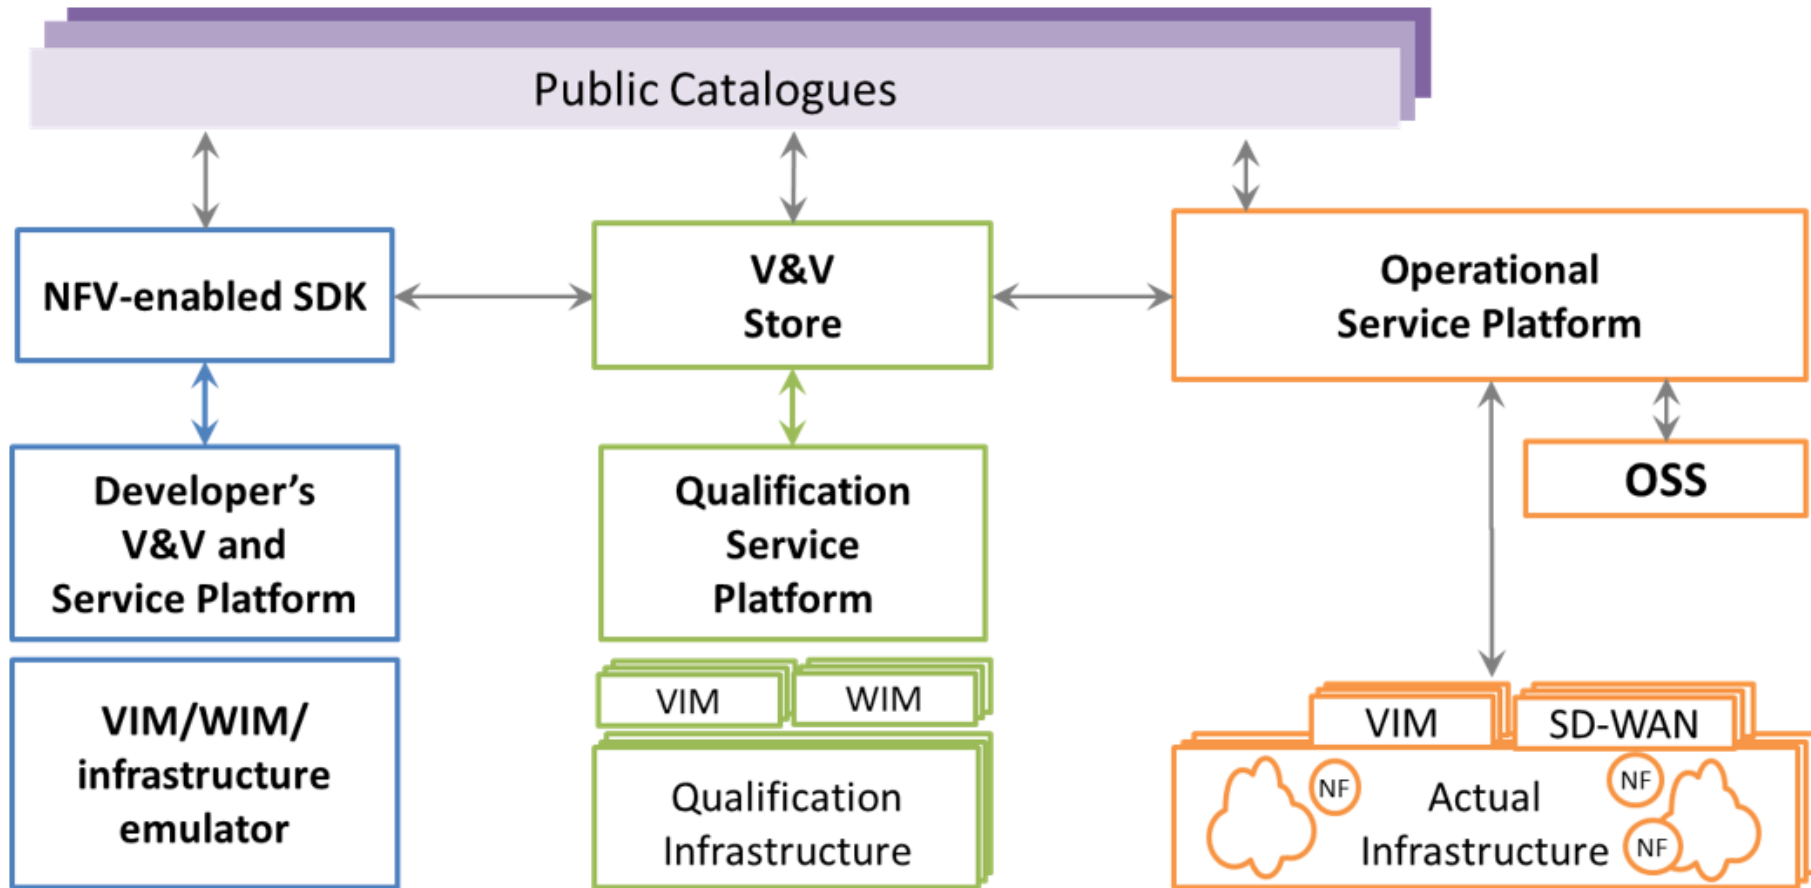 Public Catalogues
NFV-enabled SDK
V&V
Store
Operational
Service Platform
Developer’s
V&V and
Service Platform
Qualification
Service
Platform
OSS
VIM/WIM/
infrastructure
emulator
VIM
WIM
Qualification
Infrastructure
VIM
SD-WAN
NF
Actual
Infrastructure
NF
NF